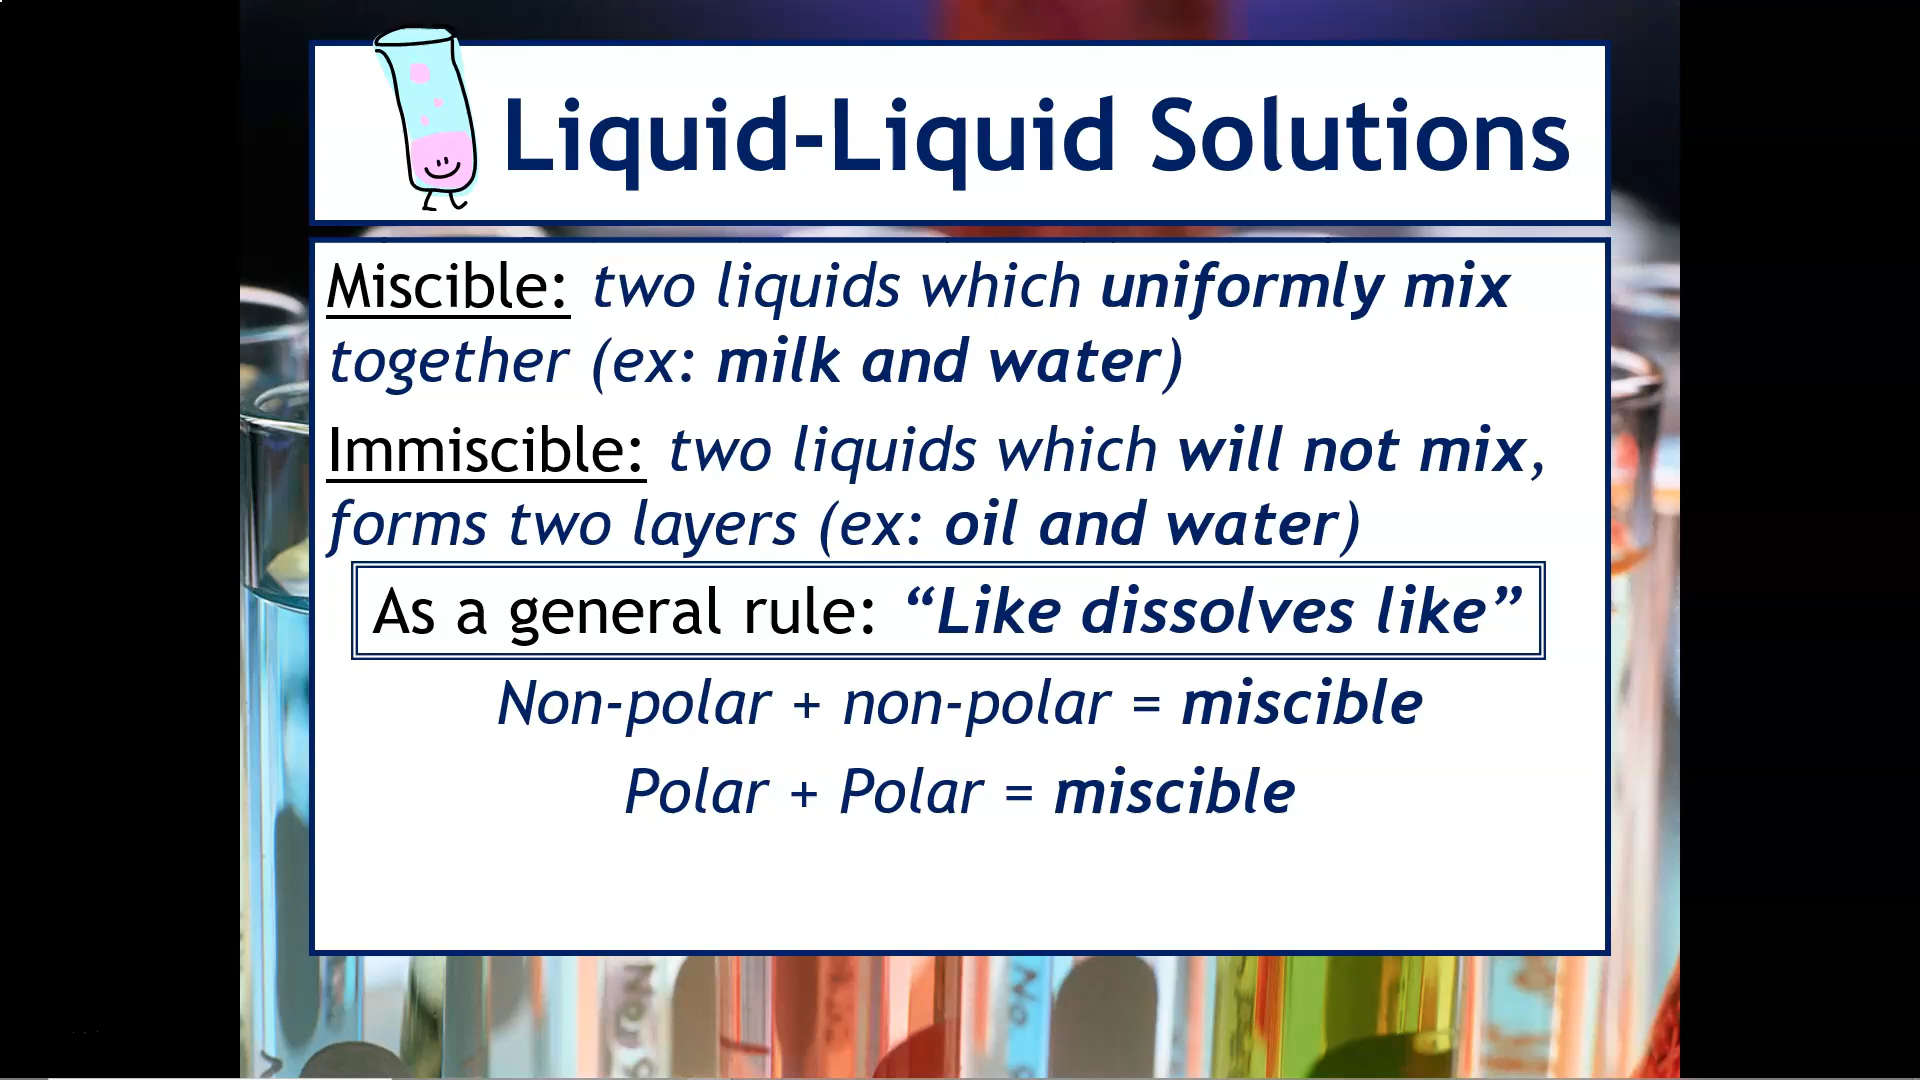 Liquid-Liquid Solutions
Miscible: two liquids which uniformly mix
together (ex: milk and water)
Immiscible: two liquids which will not mix,
forms two layers (ex: oil and water)
As a general rule: “Like dissolves like”
Non-polar + non-polar = miscible
Polar + Polar = miscible
No